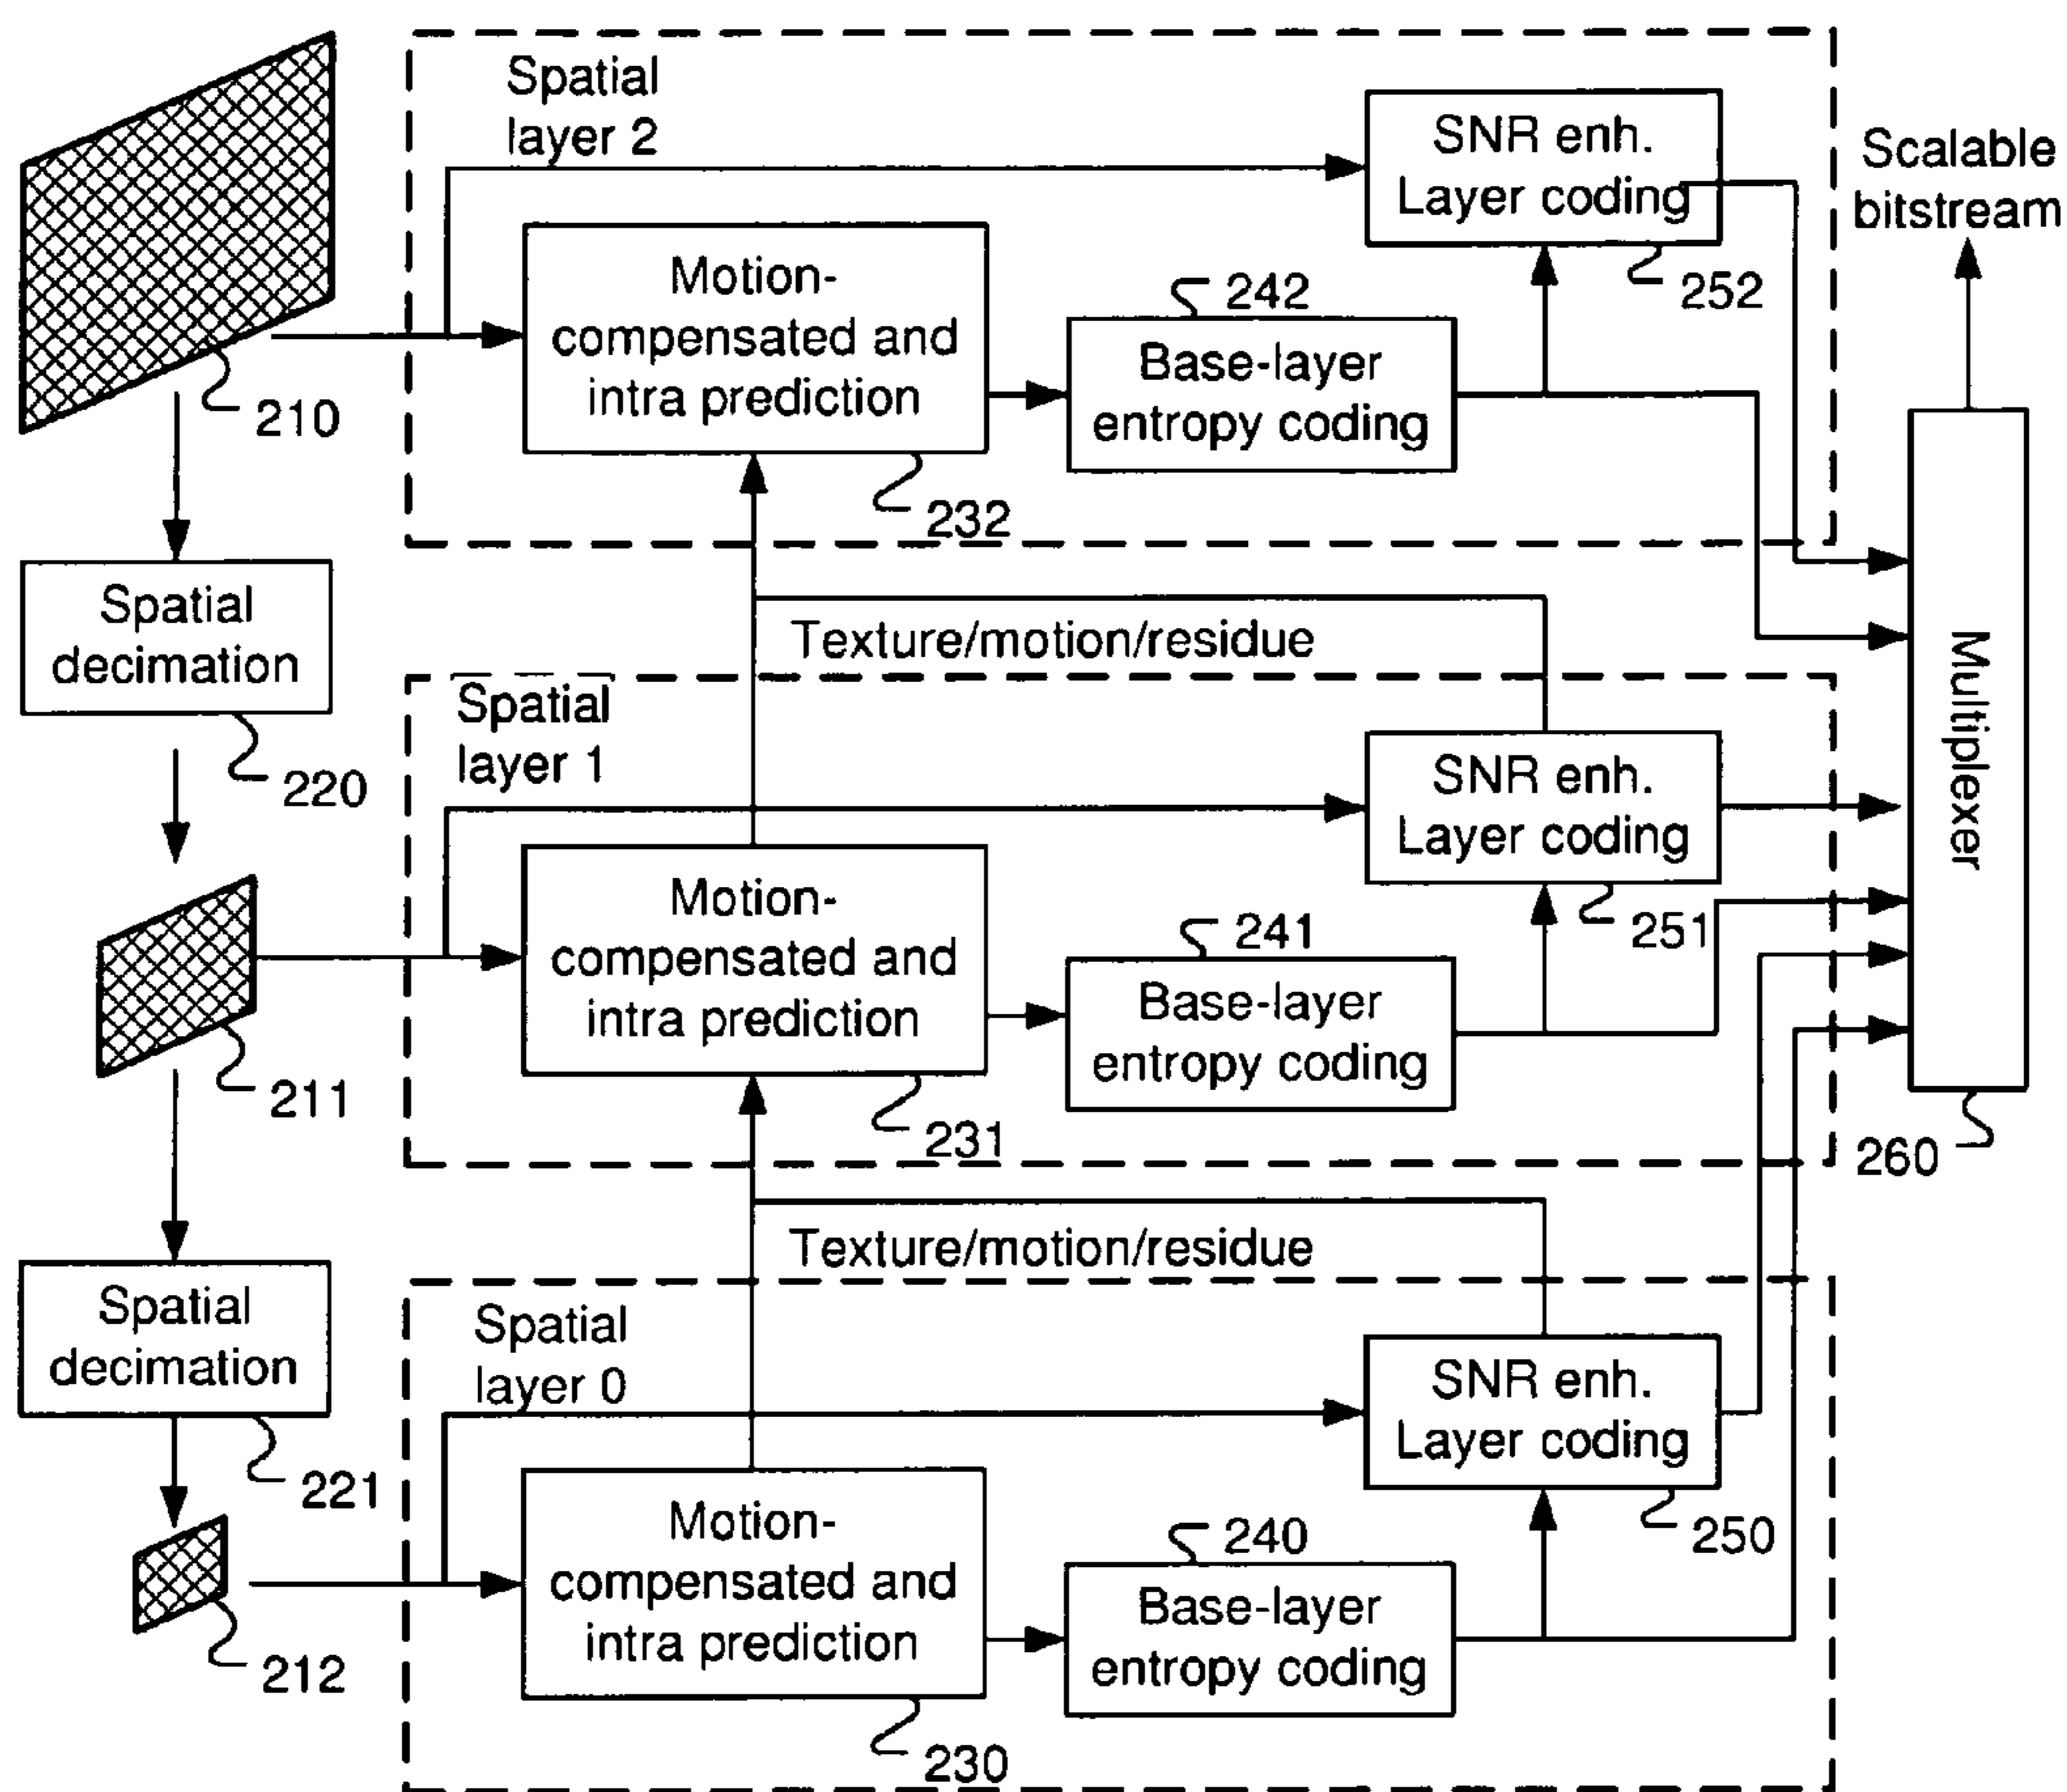 Spatial
layer 2
SNR enh.
Layer coding
252
Scalable
bitstream
Motion-
compensated and
intra prediction
232
242
Base-layer
entropy coding
210
Spatial
decimation
220
Texture/motion/residue
Multiplexer
260
Spatial
layer 1
SNR enh.
Layer coding
251
Motion-
compensated and
intra prediction
231
241
Base-layer
entropy coding
211
Texture/motion/residue
Spatial
decimation
221
Spatial
layer 0
SNR enh.
Layer coding
250
Motion-
compensated and
intra prediction
230
240
Base-layer
entropy coding
212